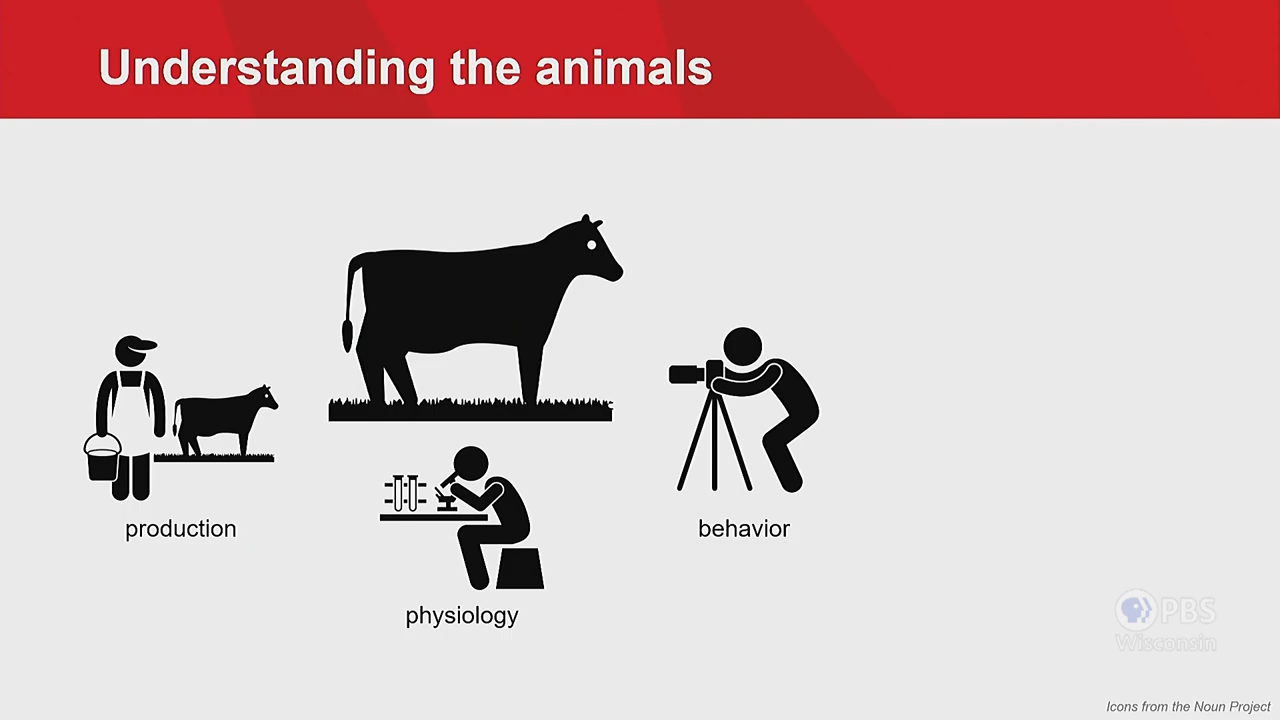 Understanding the animals
production
behavior
physiology
PBS
Wisconsin
Icons from the Noun Project